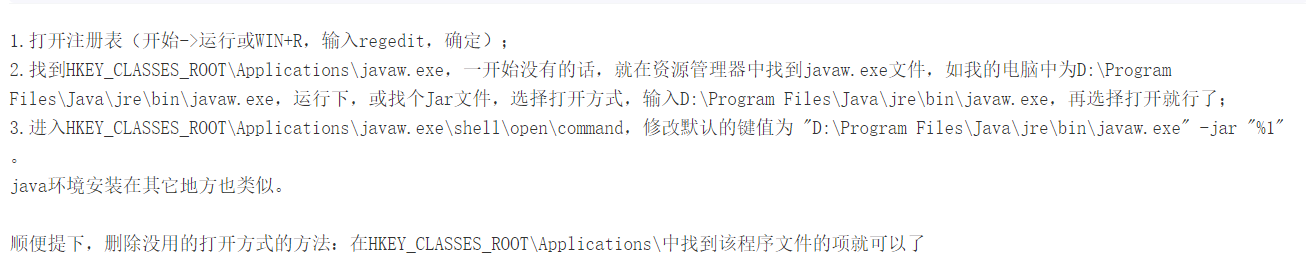 1.打开注册表（开始->运行或WIN+R，输入regedit，确定）；
2.找到HKEY_CLASSES_ROOT\Applications\javaw.exe，一开始没有的话，就在资源管理器中找到javaw.exe文件，如我的电脑中为D:\Program
Files\Java\jre\bin\javaw.exe，运行下，或找个Jar文件，选择打开方式，输入D:\Program Files\Java\jre\bin\javaw.exe，再选择打开就行了；
3.进入HKEY_CLASSES_ROOT\Applications\javaw.exe\shell\open\command，修改默认的键值为 "D:\Program Files\Java\jre\bin\javaw.exe" -jar "%1"
。
java环境安装在其它地方也类似。
顺便提下，删除没用的打开方式的方法：在HKEY_CLASSES_ROOT\Applications\中找到该程序文件的项就可以了